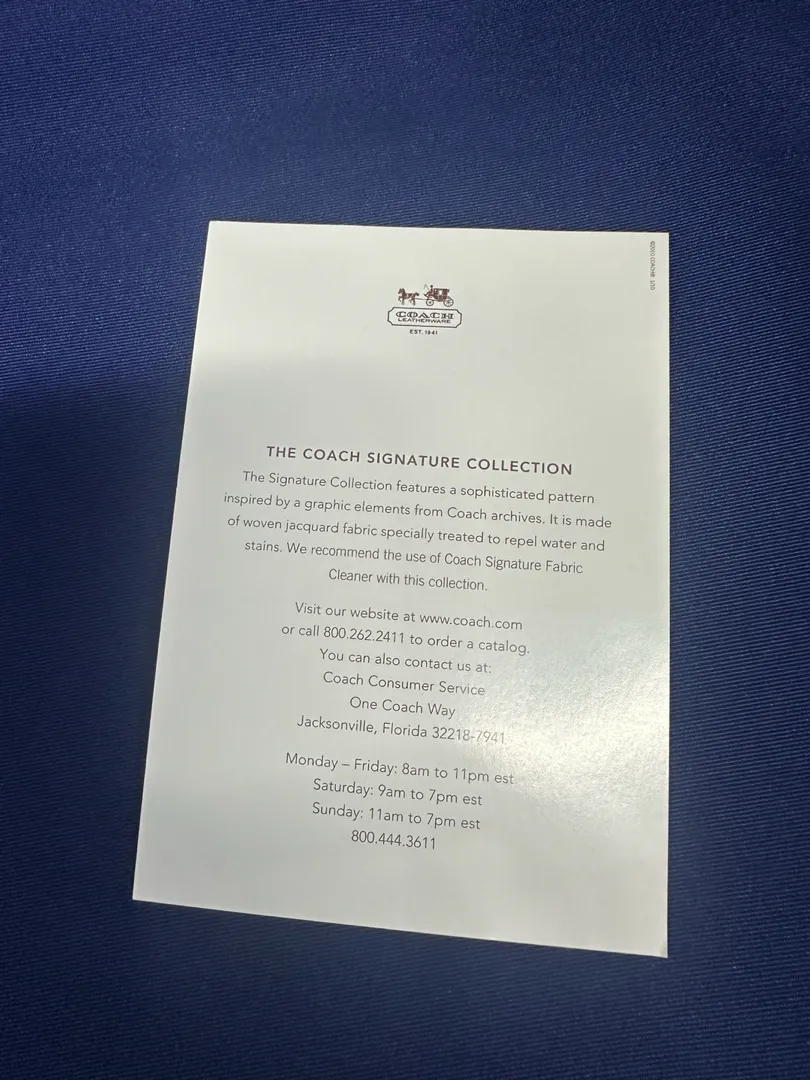 COACH
LEATHERWARE
EST. 1941
THE COACH SIGNATURE COLLECTION
The Signature Collection features a sophisticated pattern
inspired by a graphic elements from Coach archives. It is made
of woven jacquard fabric specially treated to repel water and
stains. We recommend the use of Coach Signature Fabric
Cleaner with this collection.
Visit our website at www.coach.com
or call 800.262.2411 to order a catalog.
You can also contact us at:
Coach Consumer Service
One Coach Way
Jacksonville, Florida 32218-7941
Monday – Friday: 8am to 11pm est
Saturday: 9am to 7pm est
Sunday: 11am to 7pm est
800.444.3611